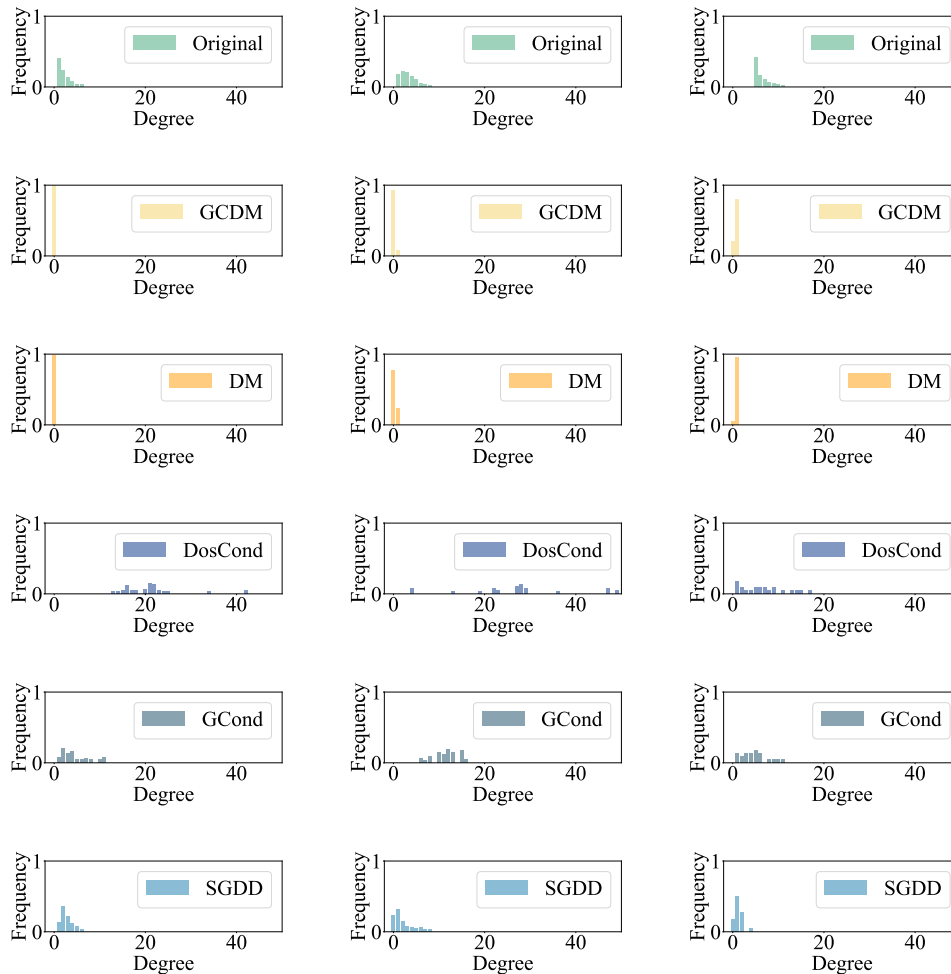 Frequency 1 0 Original 0 20 40 Degree
Frequency 1 0 Original 0 20 40 Degree
Frequency 1 0 Original 0 20 40 Degree
Frequency 1 0 GCDM 0 20 40 Degree
Frequency 1 0 GCDM 0 20 40 Degree
Frequency 1 0 GCDM 0 20 40 Degree
Frequency 1 0 DM 0 20 40 Degree
Frequency 1 0 DM 0 20 40 Degree
Frequency 1 0 DM 0 20 40 Degree
Frequency 1 0 DosCond 0 20 40 Degree
Frequency 1 0 DosCond 0 20 40 Degree
Frequency 1 0 DosCond 0 20 40 Degree
Frequency 1 0 GCond 0 20 40 Degree
Frequency 1 0 GCond 0 20 40 Degree
Frequency 1 0 GCond 0 20 40 Degree
Frequency 1 0 SGDD 0 20 40 Degree
Frequency 1 0 SGDD 0 20 40 Degree
Frequency 1 0 SGDD 0 20 40 Degree